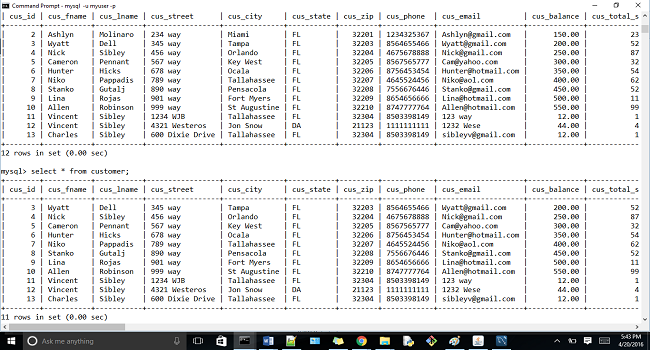 Command Prompt - mysql -u myuser -p
| cus_id | cus_fname | cus_lname | cus_street | cus_city | cus_state | cus_zip | cus_phone | cus_email | cus_balance | cus_total_s
| 2 | Ashlyn | Molinaro | 234 way | Miami | FL | 32201 | 1234325367 | Ashlyn@gmail.com | 150.00 | 23
| 3 | Wyatt | Dell | 345 way | Tampa | FL | 32203 | 8564655466 | Wyatt@gmail.com | 200.00 | 52
| 4 | Nick | Sibley | 456 way | Orlando | FL | 32204 | 4675678888 | Nick@gmail.com | 250.00 | 87
| 5 | Cameron | Pennant | 567 way | Key West | FL | 32205 | 8567565777 | Cam@yahoo.com | 300.00 | 32
| 6 | Hunter | Hicks | 678 way | Ocala | FL | 32206 | 8756453454 | Hunter@hotmail.com | 350.00 | 54
| 7 | Niko | Pappadis | 789 way | Tallahassee | FL | 32207 | 4645524456 | Niko@aol.com | 400.00 | 62
| 8 | Stanko | Gutalj | 890 way | Pensacola | FL | 32208 | 7556676644 | Stanko@gmail.com | 450.00 | 52
| 9 | Lina | Rojas | 901 way | Fort Myers | FL | 32209 | 8654656666 | Lina@hotmail.com | 500.00 | 11
| 10 | Allen | Robinson | 999 way | St Augustine | FL | 32210 | 8747777764 | Allen@hotmail.com | 550.00 | 99
| 11 | Vincent | Sibley | 1234 WJB | Tallahassee | FL | 32304 | 8503398149 | 123 way | 12.00 | 1
| 12 | Vincent | Sibley | 4321 Westeros | Jon Snow | DA | 21123 | 1111111111 | 1232 Wese | 44.00 | 4
| 13 | Charles | Sibley | 600 Dixie Drive | Tallahassee | FL | 32304 | 8503398149 | sibleyv@gmail.com | 12.00 | 1
12 rows in set (0.00 sec)
mysql> select * from customer;
| cus_id | cus_fname | cus_lname | cus_street | cus_city | cus_state | cus_zip | cus_phone | cus_email | cus_balance | cus_total_s
| 3 | Wyatt | Dell | 345 way | Tampa | FL | 32203 | 8564655466 | Wyatt@gmail.com | 200.00 | 52
| 4 | Nick | Sibley | 456 way | Orlando | FL | 32204 | 4675678888 | Nick@gmail.com | 250.00 | 87
| 5 | Cameron | Pennant | 567 way | Key West | FL | 32205 | 8567565777 | Cam@yahoo.com | 300.00 | 32
| 6 | Hunter | Hicks | 678 way | Ocala | FL | 32206 | 8756453454 | Hunter@hotmail.com | 350.00 | 54
| 7 | Niko | Pappadis | 789 way | Tallahassee | FL | 32207 | 4645524456 | Niko@aol.com | 400.00 | 62
| 8 | Stanko | Gutalj | 890 way | Pensacola | FL | 32208 | 7556676644 | Stanko@gmail.com | 450.00 | 52
| 9 | Lina | Rojas | 901 way | Fort Myers | FL | 32209 | 8654656666 | Lina@hotmail.com | 500.00 | 11
| 10 | Allen | Robinson | 999 way | St Augustine | FL | 32210 | 8747777764 | Allen@hotmail.com | 550.00 | 99
| 11 | Vincent | Sibley | 1234 WJB | Tallahassee | FL | 32304 | 8503398149 | 123 way | 12.00 | 1
| 12 | Vincent | Sibley | 4321 Westeros | Jon Snow | DA | 21123 | 1111111111 | 1232 Wese | 44.00 | 4
| 13 | Charles | Sibley | 600 Dixie Drive | Tallahassee | FL | 32304 | 8503398149 | sibleyv@gmail.com | 12.00 | 1
11 rows in set (0.00 sec)
Ask me anything
5:43 PM
4/20/2016